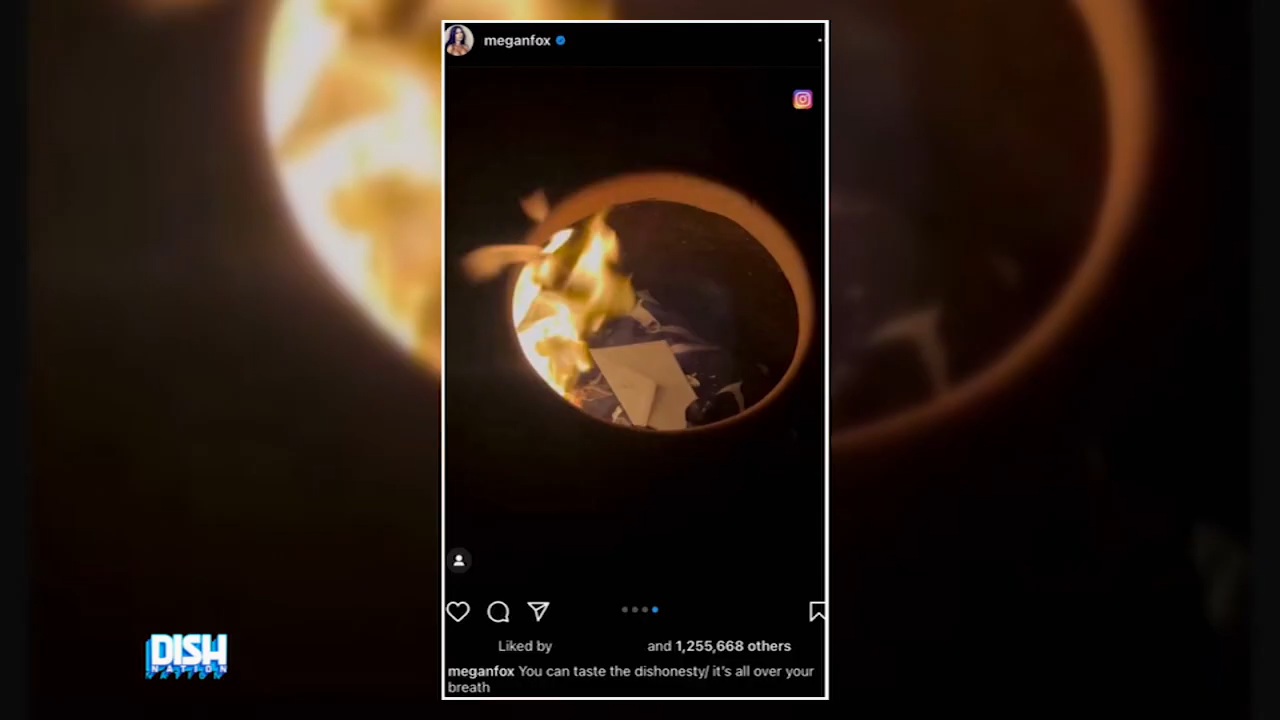 meganfox
Liked by and 1,255,668 others
meganfox You can taste the dishonesty/ it's all over your
breath
DISH
NATION